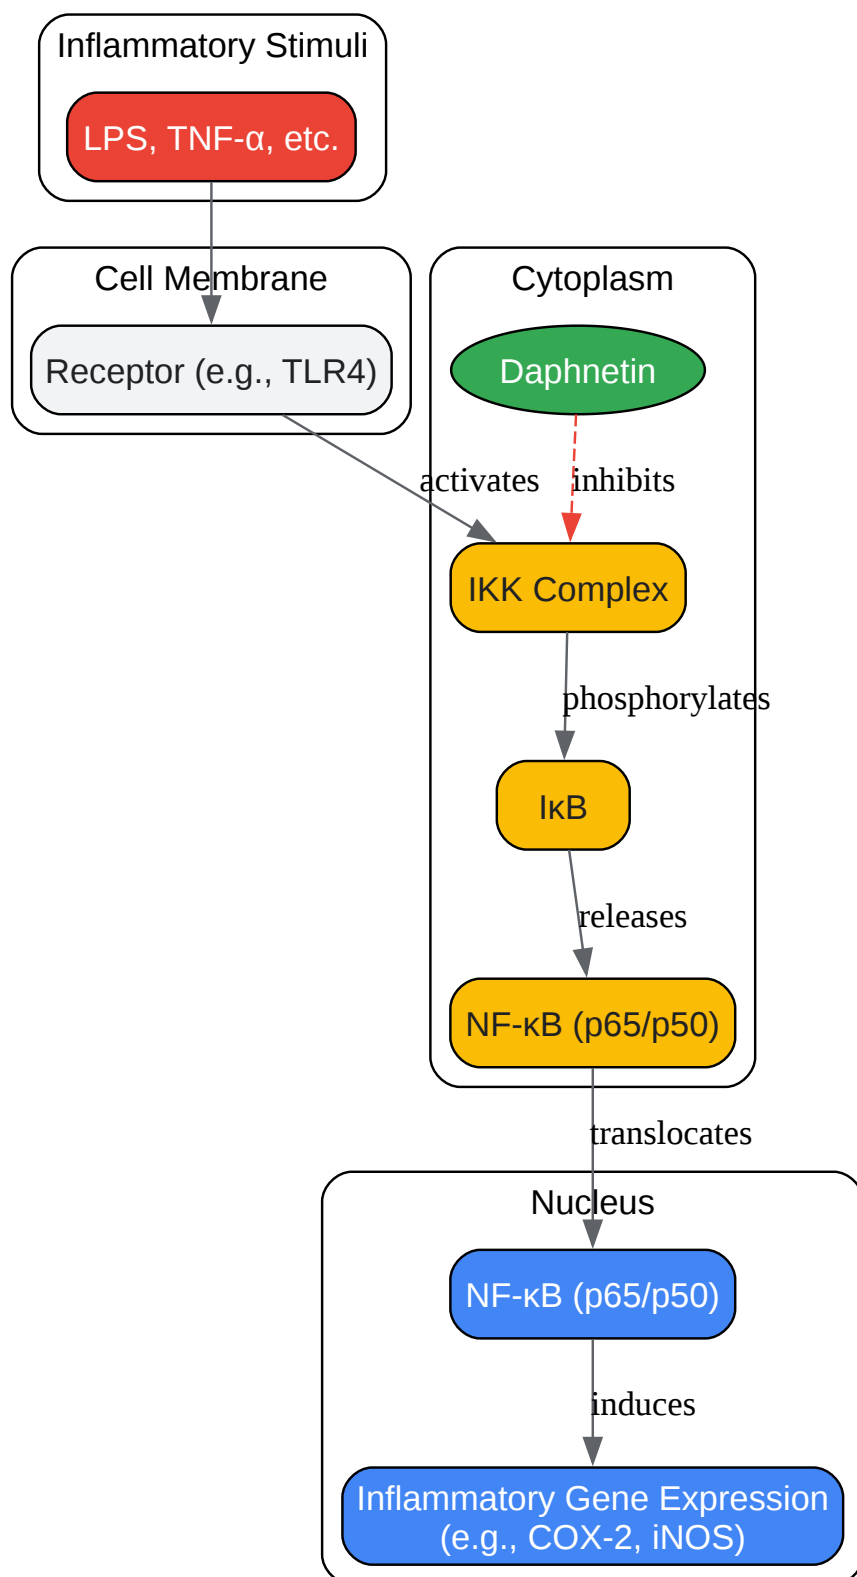 Inflammatory Stimuli
LPS, TNF-α, etc.
Cell Membrane
Receptor (e.g., TLR4)
Cytoplasm
Daphnetin
activates
inhibits
IKK Complex
phosphorylates
IκB
releases
NF-κB (p65/p50)
translocates
Nucleus
NF-κB (p65/p50)
induces
Inflammatory Gene Expression
(e.g., COX-2, iNOS)